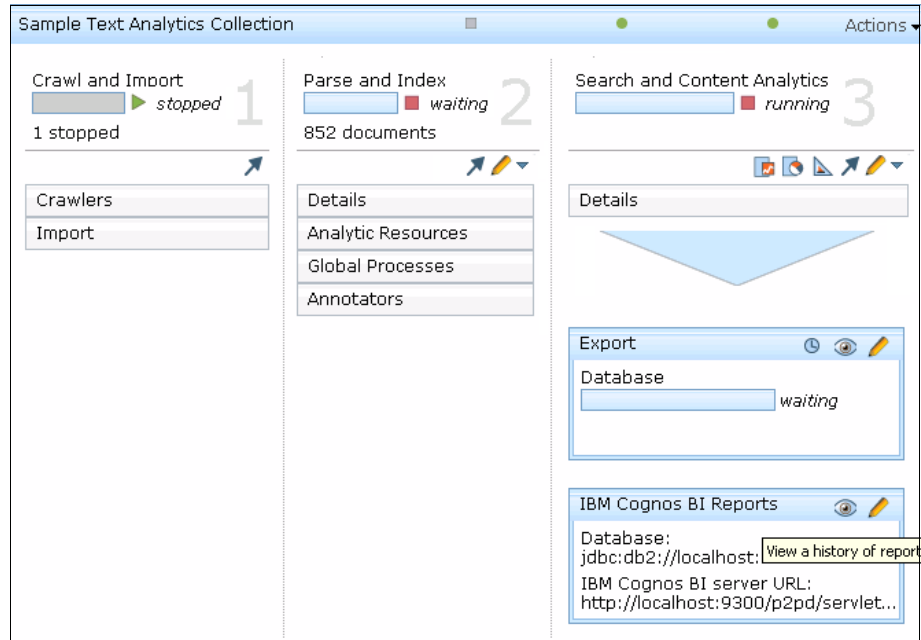 Sample Text Analytics Collection
Actions
Crawl and Import
stopped
1
1 stopped
Crawlers
Import
Parse and Index
waiting
2
852 documents
Details
Analytic Resources
Global Processes
Annotators
Search and Content Analytics
running
3
Details
Export
Database
waiting
IBM Cognos BI Reports
Database:
jdbc:db2://localhost:
View a history of report
IBM Cognos BI server URL:
http://localhost:9300/p2pd/servlet...